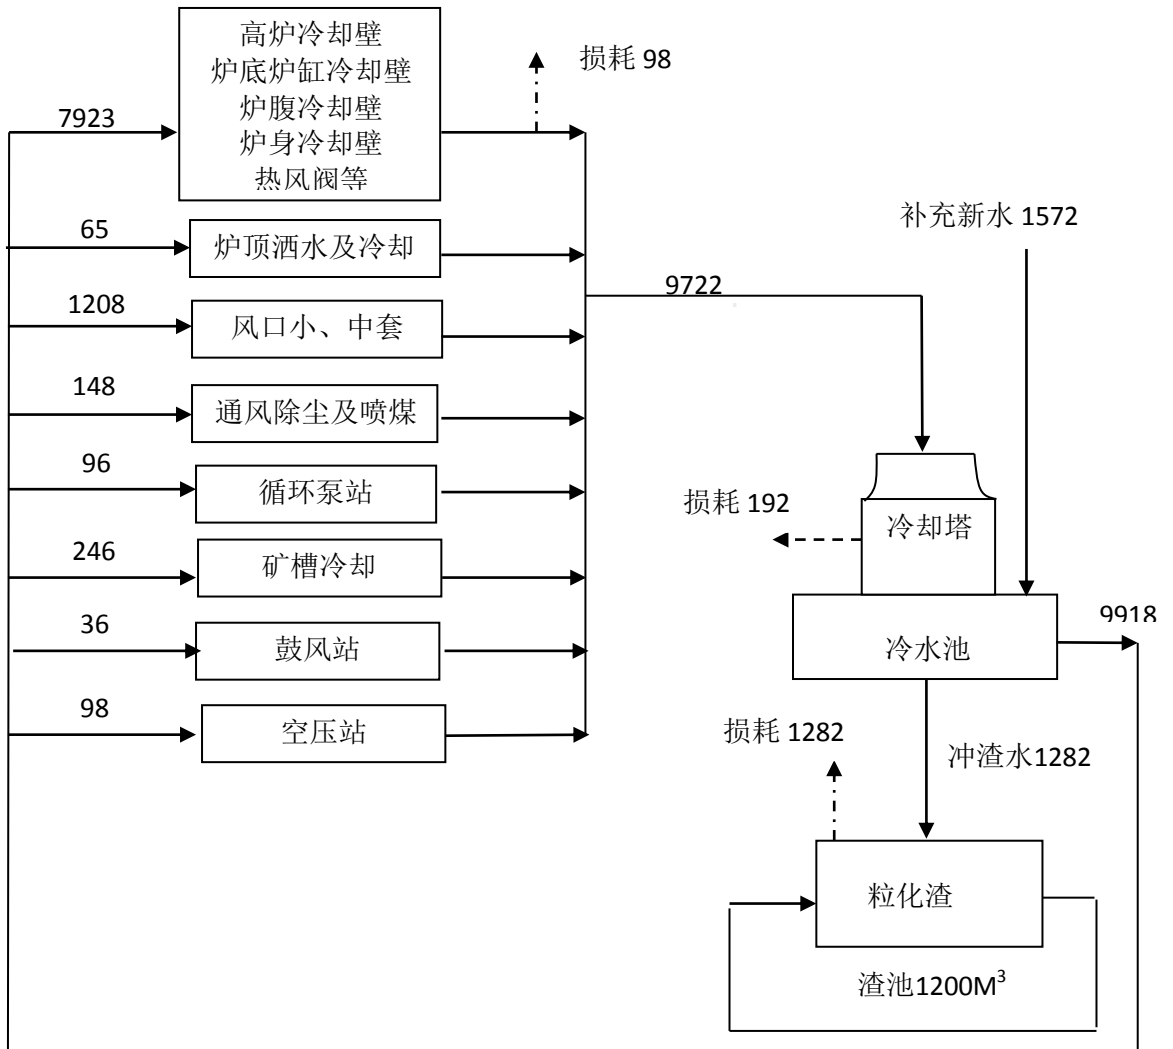 高炉冷却壁
炉底炉缸冷却壁
炉腹冷却壁
炉身冷却壁
热风阀等
损耗 98
7923
65
炉顶洒水及冷却
补充新水 1572
1208
风口小、中套
9722
148
通风除尘及喷煤
96
循环泵站
损耗 192
冷却塔
246
矿槽冷却
36
鼓风站
9918
冷水池
98
空压站
损耗 1282
冲渣水1282
粒化渣
渣池1200M³